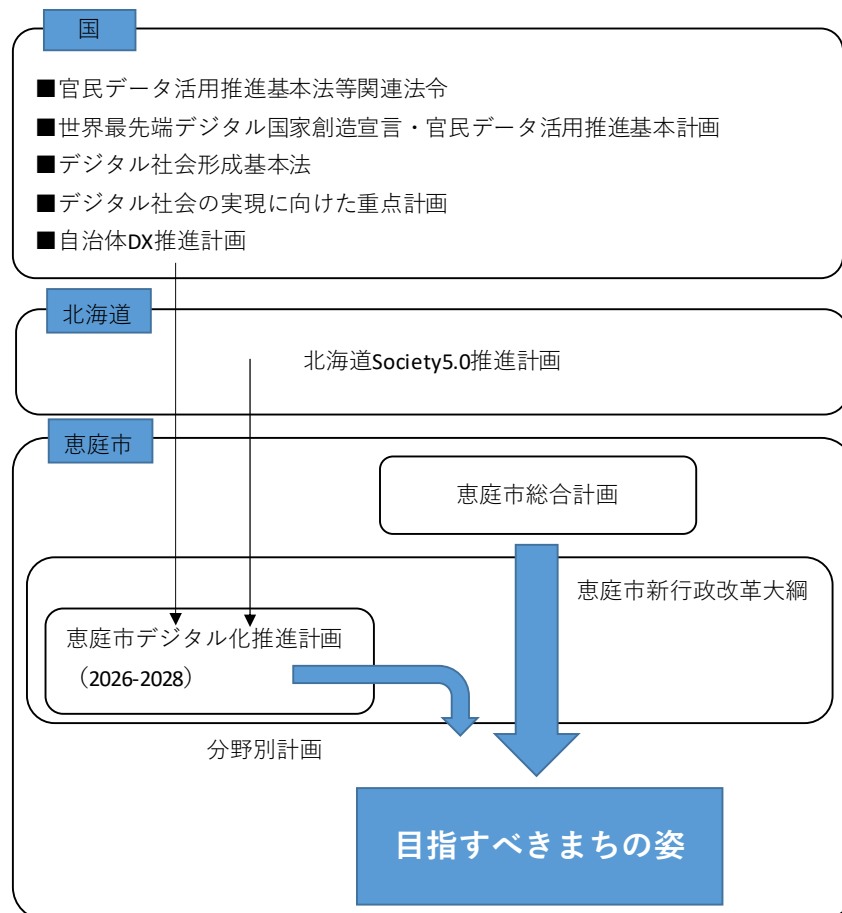 国
■官民データ活用推進基本法等関連法令
■世界最先端デジタル国家創造宣言・官民データ活用推進基本計画
■デジタル社会形成基本法
■デジタル社会の実現に向けた重点計画
■自治体DX推進計画
北海道
北海道Society5.0推進計画
恵庭市
恵庭市総合計画
恵庭市新行政改革大綱
恵庭市デジタル化推進計画
（2026-2028）
分野別計画
目指すべきまちの姿